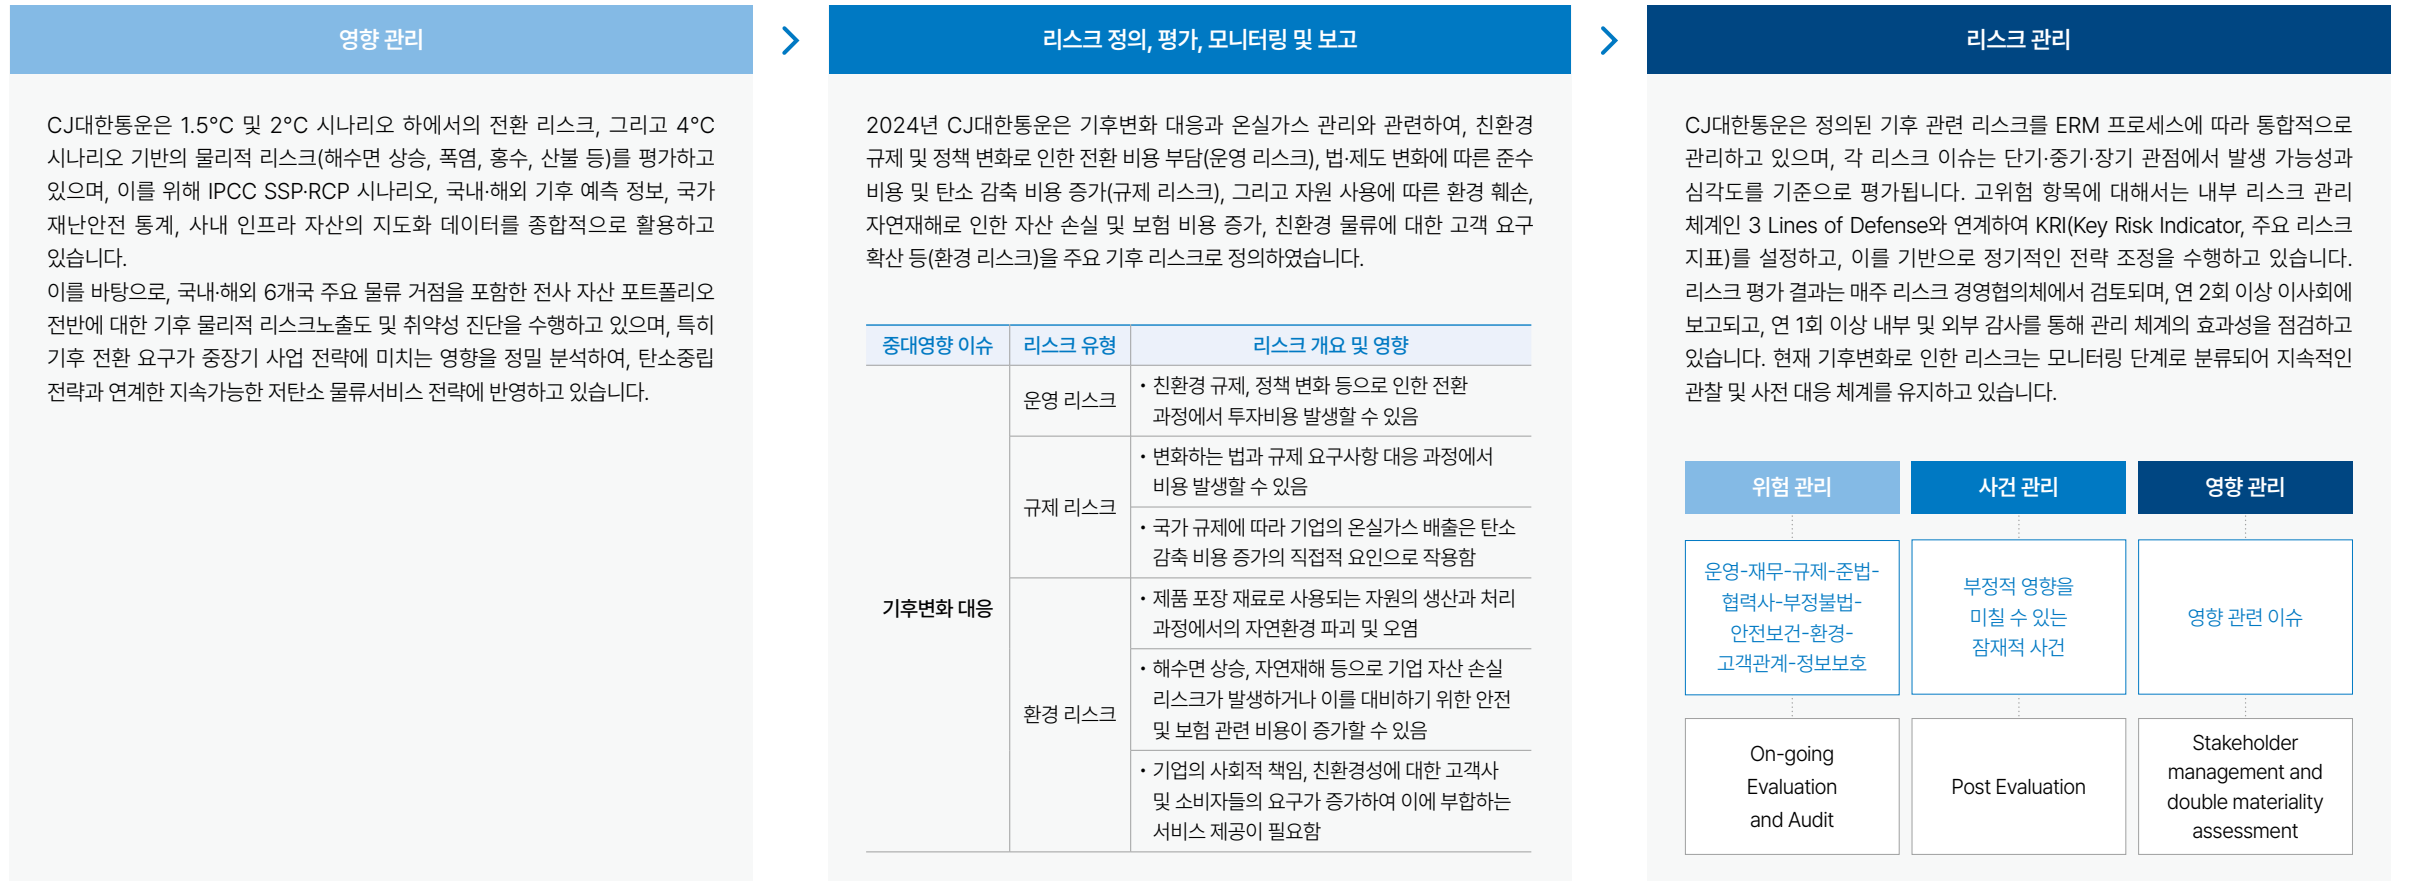 영향 관리
CJ대한통운은 1.5°C 및 2°C 시나리오 하에서의 전환 리스크, 그리고 4°C
시나리오 기반의 물리적 리스크(해수면 상승, 폭염, 홍수, 산불 등)를 평가하고
있으며, 이를 위해 IPCC SSP·RCP 시나리오, 국내·해외 기후 예측 정보, 국가
재난안전 통계, 사내 인프라 자산의 지도화 데이터를 종합적으로 활용하고
있습니다.
이를 바탕으로, 국내·해외 6개국 주요 물류 거점을 포함한 전사 자산 포트폴리오
전반에 대한 기후 물리적 리스크노출도 및 취약성 진단을 수행하고 있으며, 특히
기후 전환 요구가 중장기 사업 전략에 미치는 영향을 정밀 분석하여, 탄소중립
전략과 연계한 지속가능한 저탄소 물류서비스 전략에 반영하고 있습니다.
리스크 정의, 평가, 모니터링 및 보고
2024년 CJ대한통운은 기후변화 대응과 온실가스 관리와 관련하여, 친환경
규제 및 정책 변화로 인한 전환 비용 부담(운영 리스크), 법·제도 변화에 따른 준수
비용 및 탄소 감축 비용 증가(규제 리스크), 그리고 자원 사용에 따른 환경 훼손,
자연재해로 인한 자산 손실 및 보험 비용 증가, 친환경 물류에 대한 고객 요구
확산 등(환경 리스크)을 주요 기후 리스크로 정의하였습니다.
중대영향 이슈 리스크 유형 리스크 개요 및 영향
기후변화 대응
운영 리스크
• 친환경 규제, 정책 변화 등으로 인한 전환
과정에서 투자비용 발생할 수 있음
규제 리스크
• 변화하는 법과 규제 요구사항 대응 과정에서
비용 발생할 수 있음
• 국가 규제에 따라 기업의 온실가스 배출은 탄소
감축 비용 증가의 직접적 요인으로 작용함
환경 리스크
• 제품 포장 재료로 사용되는 자원의 생산과 처리
과정에서의 자연환경 파괴 및 오염
• 해수면 상승, 자연재해 등으로 기업 자산 손실
리스크가 발생하거나 이를 대비하기 위한 안전
및 보험 관련 비용이 증가할 수 있음
• 기업의 사회적 책임, 친환경성에 대한 고객사
및 소비자들의 요구가 증가하여 이에 부합하는
서비스 제공이 필요함
리스크 관리
CJ대한통운은 정의된 기후 관련 리스크를 ERM 프로세스에 따라 통합적으로
관리하고 있으며, 각 리스크 이슈는 단기·중기·장기 관점에서 발생 가능성과
심각도를 기준으로 평가됩니다. 고위험 항목에 대해서는 내부 리스크 관리
체계인 3 Lines of Defense와 연계하여 KRI(Key Risk Indicator, 주요 리스크
지표)를 설정하고, 이를 기반으로 정기적인 전략 조정을 수행하고 있습니다.
리스크 평가 결과는 매주 리스크 경영협의체에서 검토되며, 연 2회 이상 이사회에
보고되고, 연 1회 이상 내부 및 외부 감사를 통해 관리 체계의 효과성을 점검하고
있습니다. 현재 기후변화로 인한 리스크는 모니터링 단계로 분류되어 지속적인
관찰 및 사전 대응 체계를 유지하고 있습니다.
위험 관리
운영-재무-규제-준법-
협력사-부정불법-
안전보건-환경-
고객관계-정보보호
On-going
Evaluation
and Audit
사건 관리
부정적 영향을
미칠 수 있는
잠재적 사건
Post Evaluation
영향 관리
영향 관련 이슈
Stakeholder
management and
double materiality
assessment